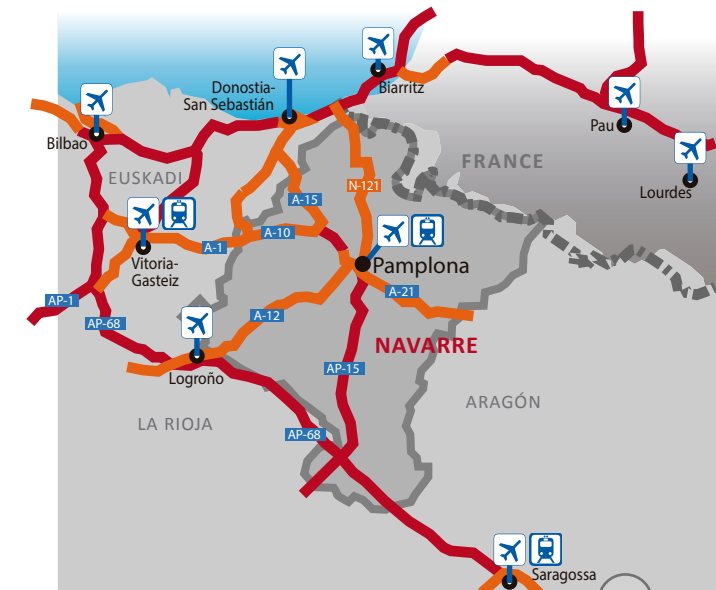 Donostia-
San Sebastián
Biarritz
Bilbao
Pau
FRANCE
EUSKADI
N-121
Lourdes
A-15
A-10
A-1
Vitoria-
Gasteiz
Pamplona
A-21
AP-1
AP-68
A-12
NAVARRE
AP-15
Logroño
ARAGÓN
LA RIOJA
AP-68
Saragossa